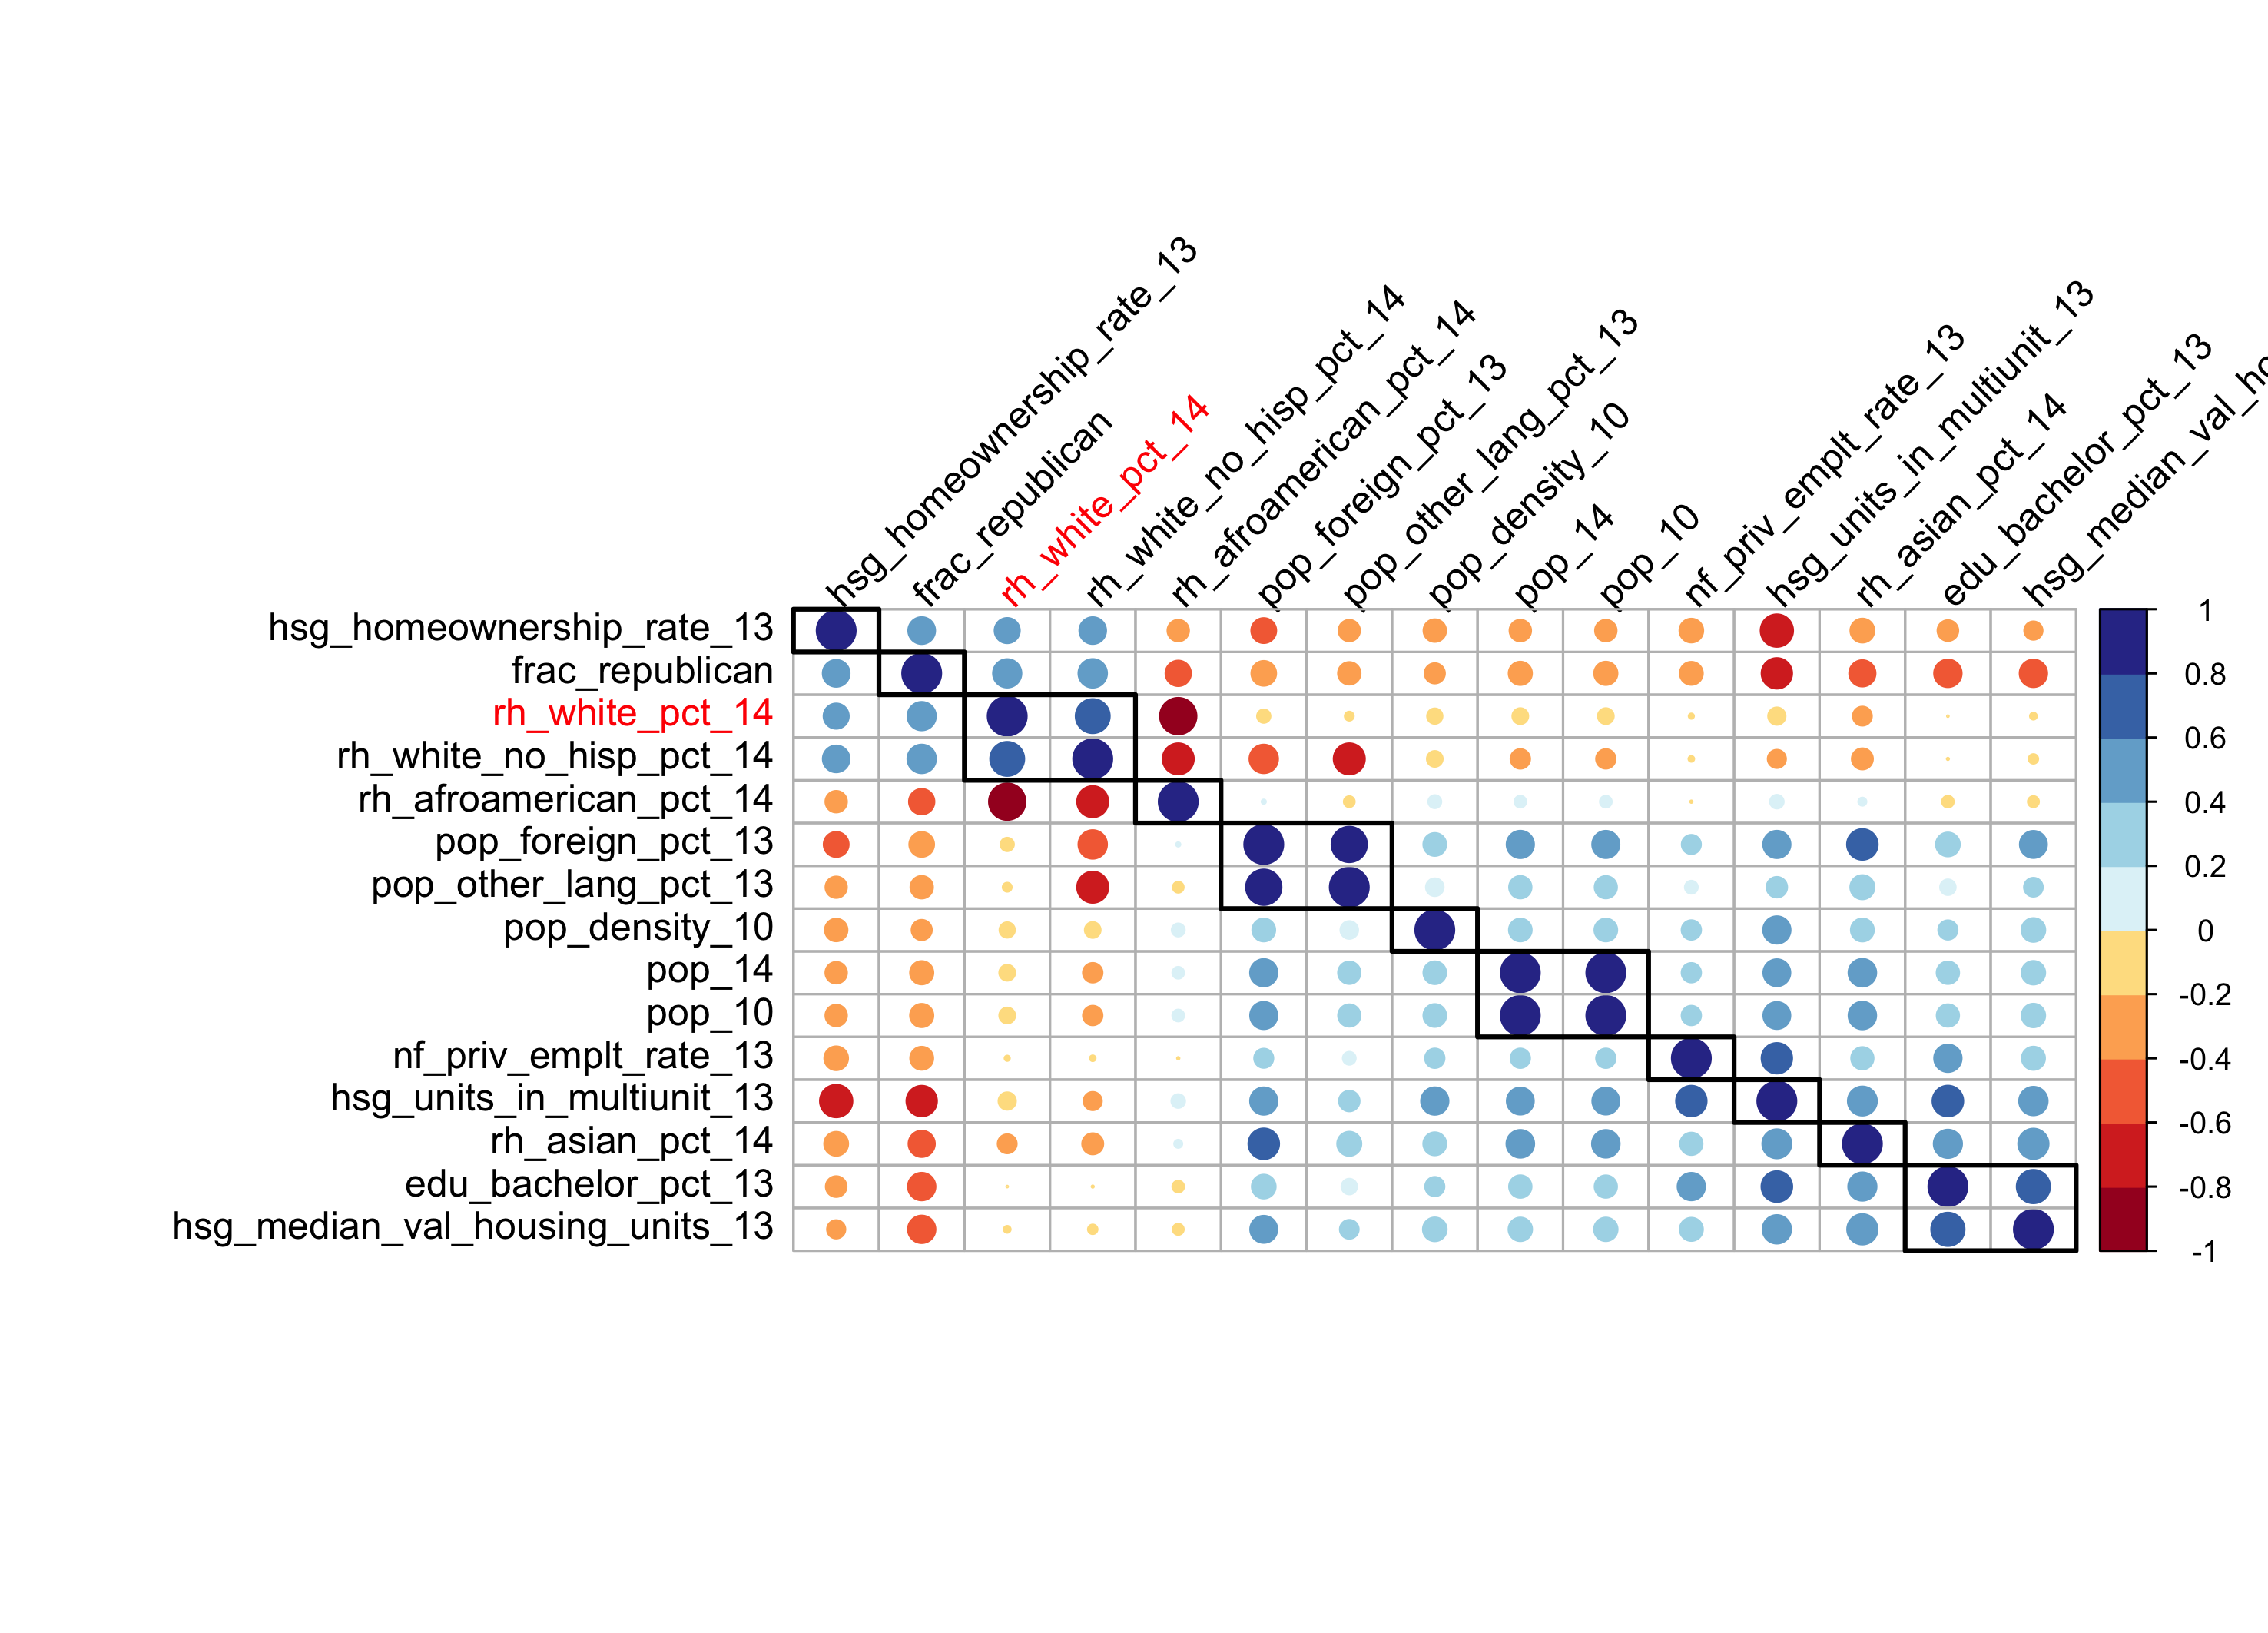 hsg_homeownership_rate_13
frac_republican
rh_white_pct_14
rh_white_no_hisp_pct_14
rh_afroamerican_pct_14
pop_foreign_pct_13
pop_other_lang_pct_13
pop_density_10
pop_14
pop_10
nf_priv_emplt_rate_13
hsg_units_in_multiunit_13
rh_asian_pct_14
edu_bachelor_pct_13
hsg_median_val_ho
hsg_homeownership_rate_13
frac_republican
rh_white_pct_14
rh_white_no_hisp_pct_14
rh_afroamerican_pct_14
pop_foreign_pct_13
pop_other_lang_pct_13
pop_density_10
pop_14
pop_10
nf_priv_emplt_rate_13
hsg_units_in_multiunit_13
rh_asian_pct_14
edu_bachelor_pct_13
hsg_median_val_housing_units_13
1
0.8
0.6
0.4
0.2
0
-0.2
-0.4
-0.6
-0.8
-1